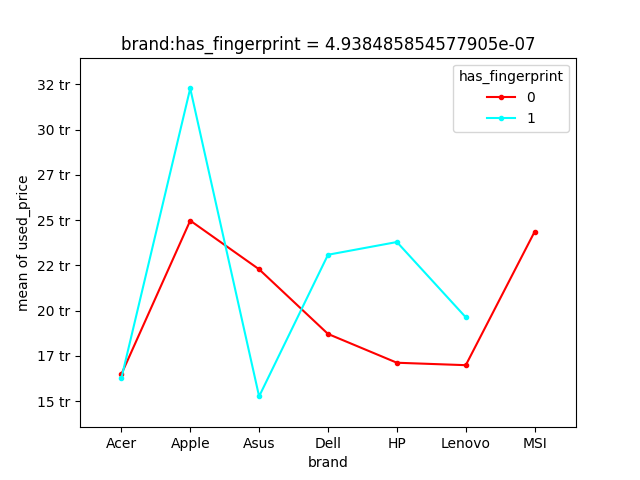 brand:has_fingerprint = 4.938485854577905e-07
has_fingerprint
0
1
32 tr
30 tr
27 tr
25 tr
22 tr
20 tr
17 tr
15 tr
mean of used_price
Acer Apple Asus Dell HP Lenovo MSI
brand